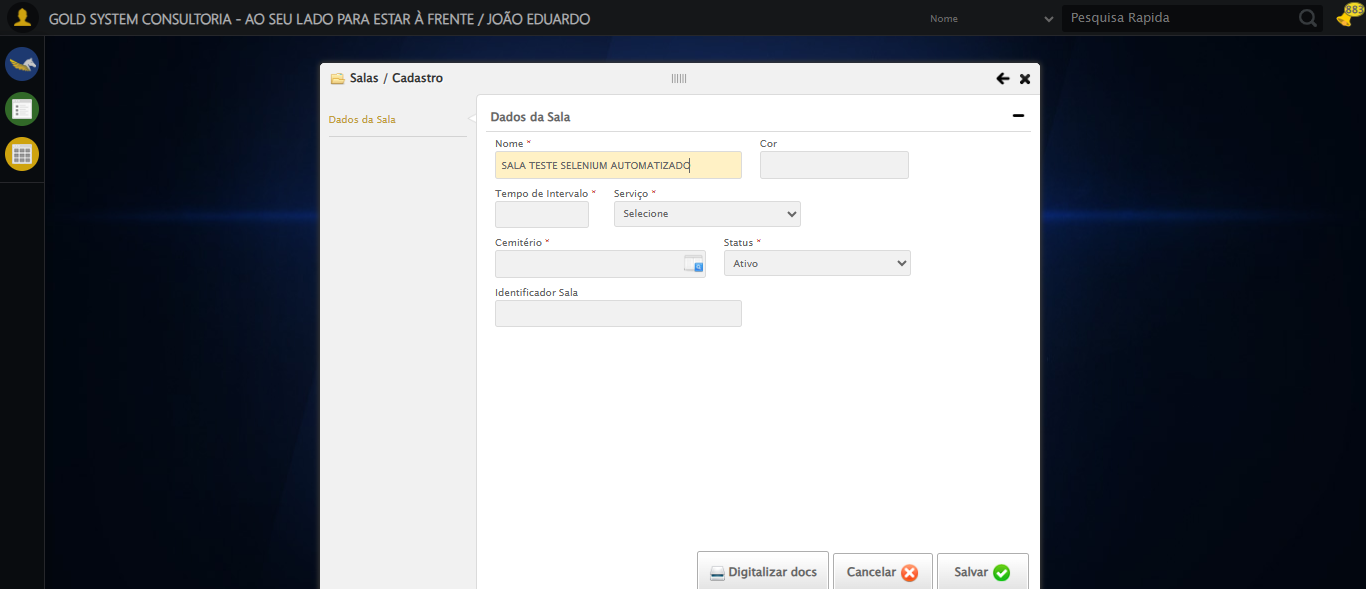 GOLD SYSTEM CONSULTORIA - AO SEU LADO PARA ESTAR À FRENTE / JOÃO EDUARDO
Nome
Pesquisa Rapida
883
Salas / Cadastro
Dados da Sala
Dados da Sala
Nome *
Cor
SALA TESTE SELENIUM AUTOMATIZADO
Tempo de Intervalo *
Serviço *
Selecione
Cemitério *
Status *
Ativo
Identificador Sala
Digitalizar docs
Cancelar
Salvar